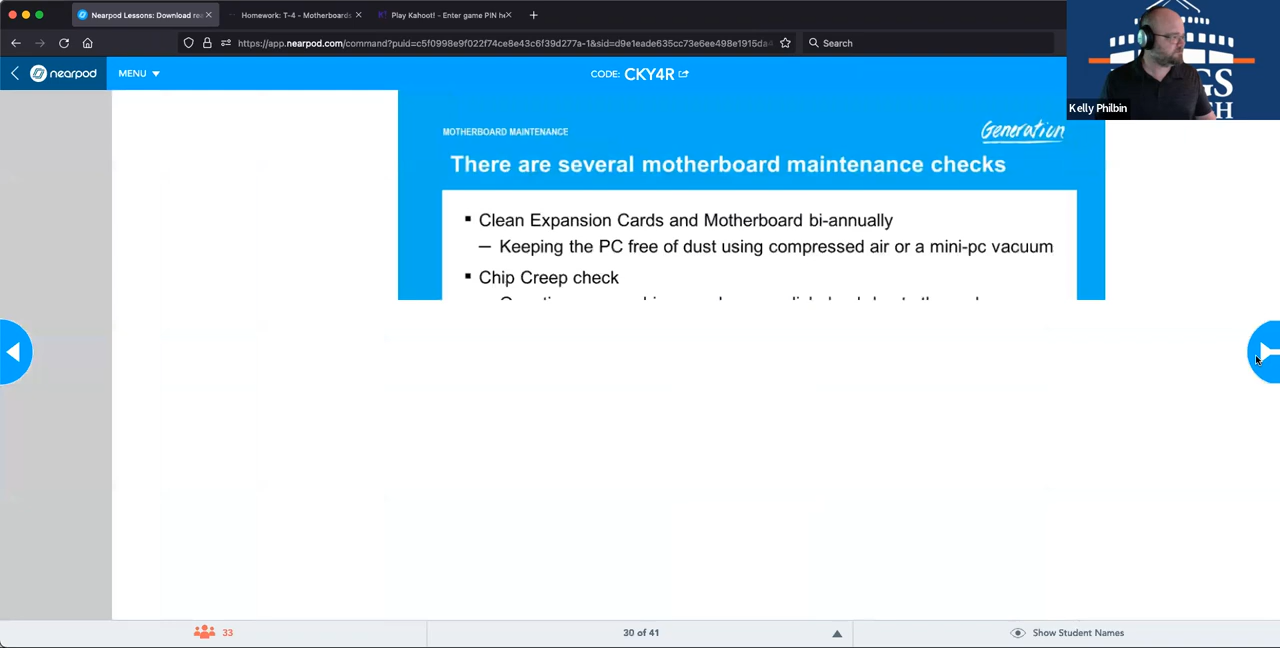 Nearpod Lessons: Download re
Homework: T-4 - Motherboards
Play Kahoot! - Enter game PIN he
https://app.nearpod.com/command?puid=c5f0998e9f022f74ce8e43c6f39d277a-1&sid=d9e1eade635cc73e6ee498e1915da4
Search
nearpod
MENU
CODE: CKY4R
GS
H
Kelly Philbin
MOTHERBOARD MAINTENANCE
Generation
There are several motherboard maintenance checks
▪ Clean Expansion Cards and Motherboard bi-annually
– Keeping the PC free of dust using compressed air or a mini-pc vacuum
▪ Chip Creep check
33
30 of 41
Show Student Names